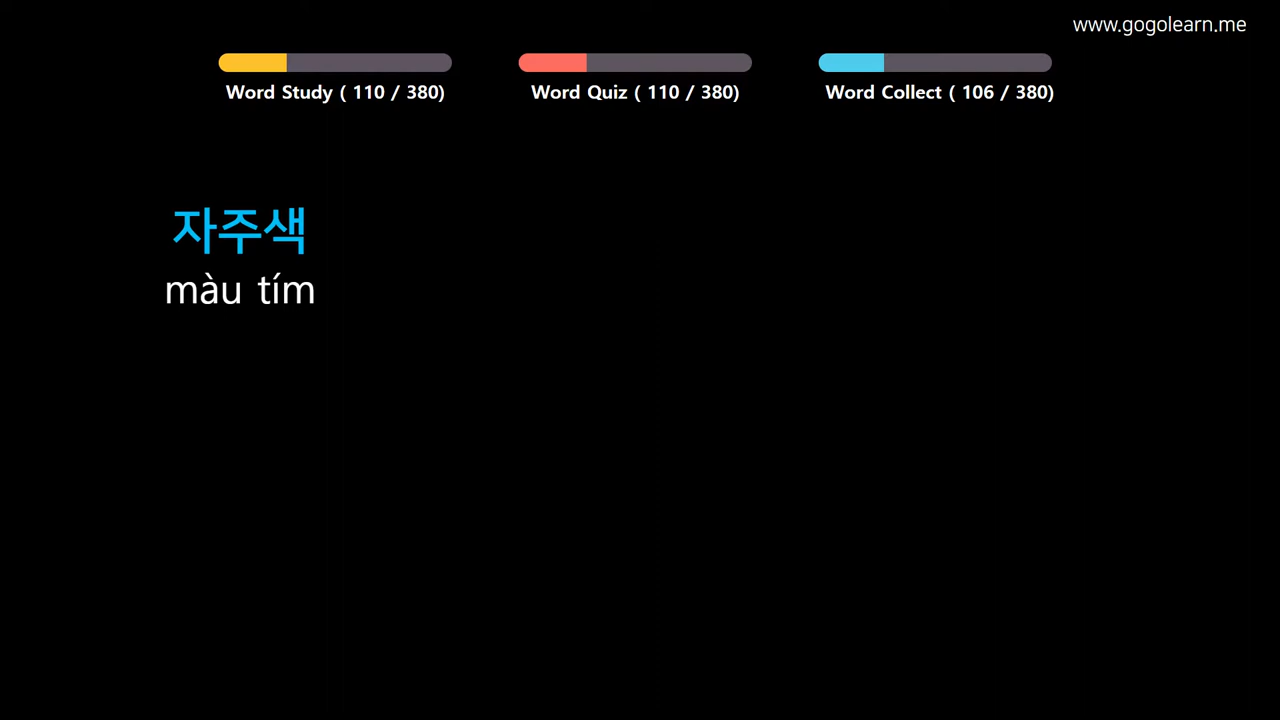 www.gogolearn.me
Word Study ( 110 / 380)
Word Quiz ( 110 / 380)
Word Collect ( 106 / 380)
자주색
màu tím